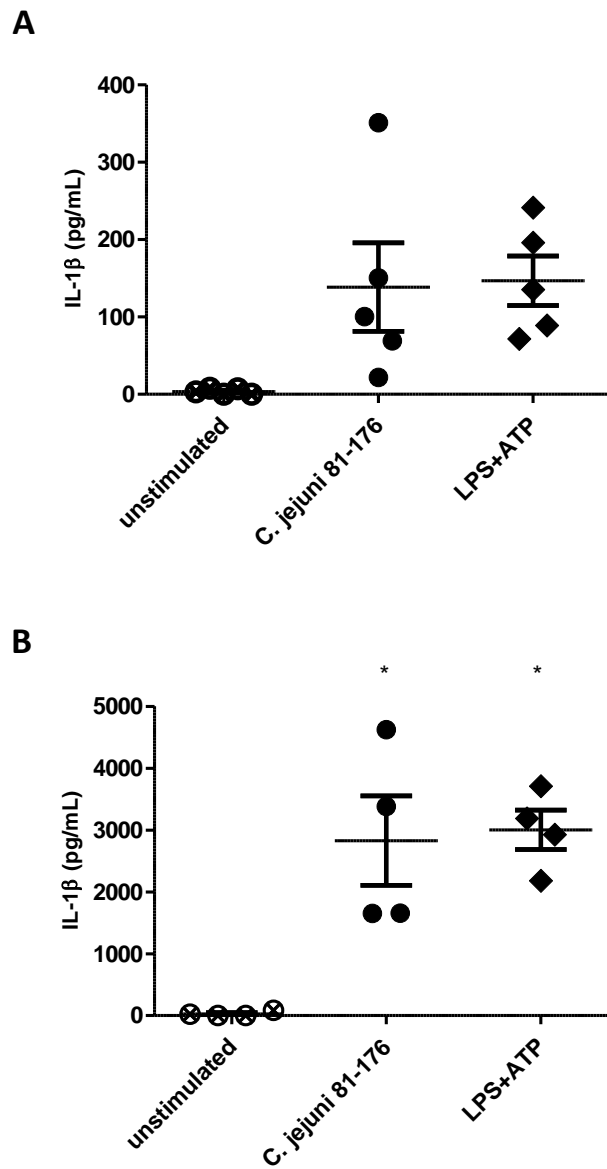 A
IL-1β (pg/mL)
400
300
200
100
0
unstimulated
C. jejuni 81-176
LPS+ATP
B
* *
IL-1β (pg/mL)
5000
4000
3000
2000
1000
0
unstimulated
C. jejuni 81-176
LPS+ATP